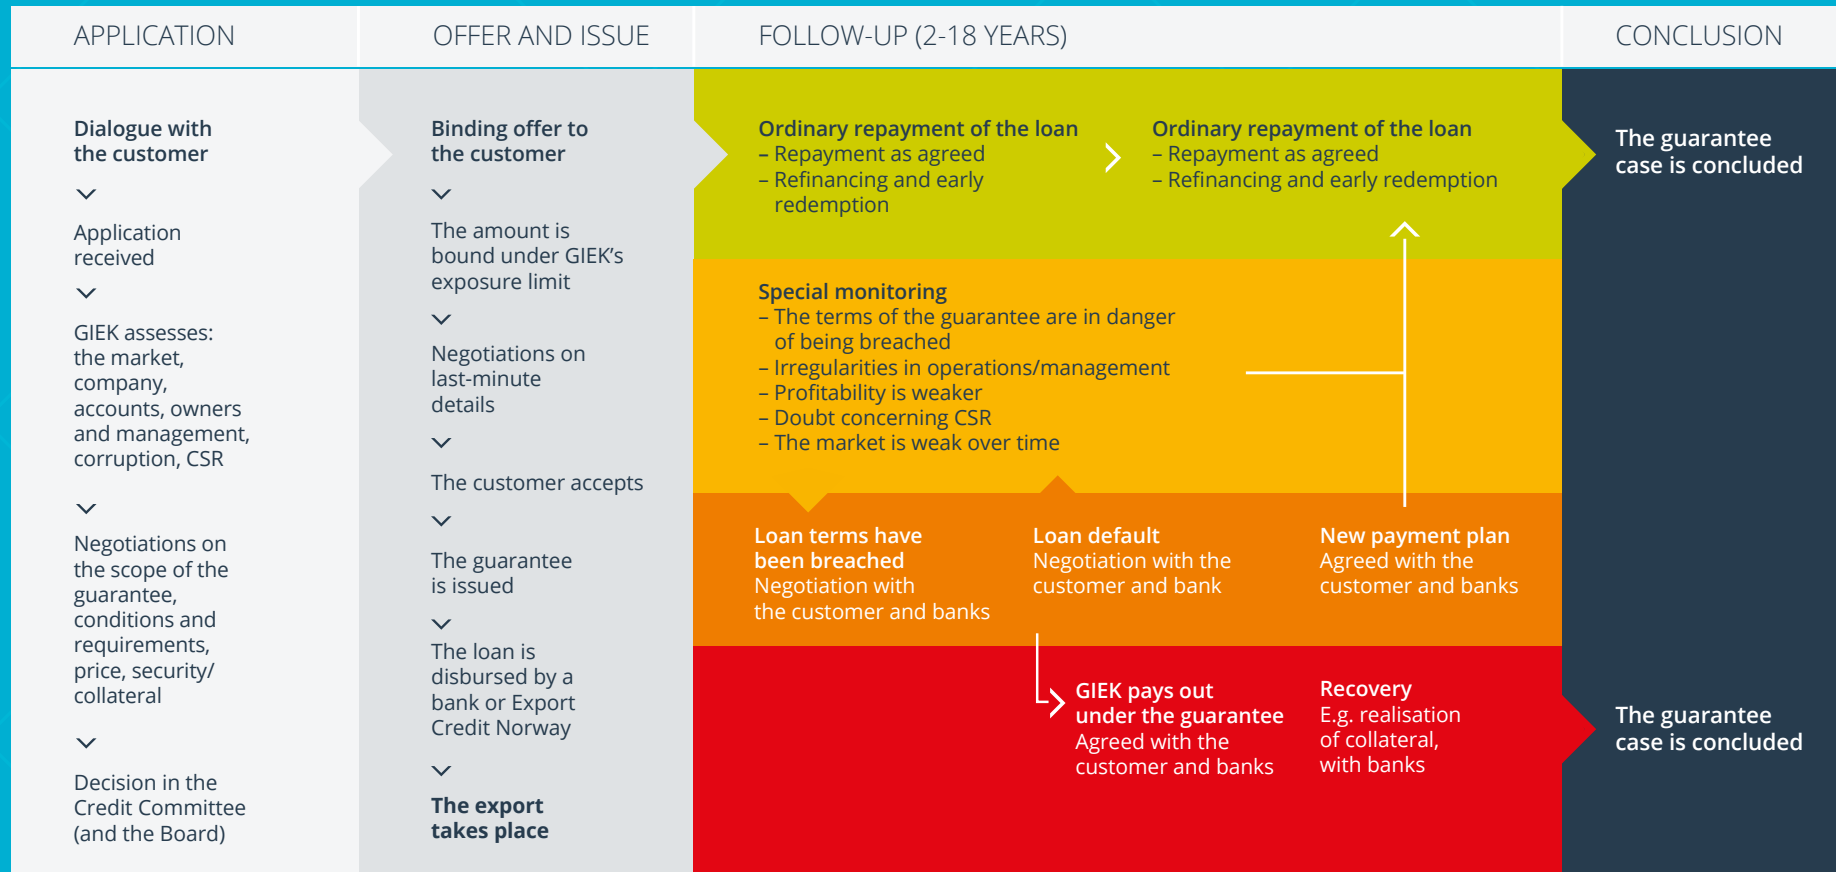 APPLICATION
OFFER AND ISSUE
FOLLOW-UP (2-18 YEARS)
CONCLUSION
Dialogue with
the customer
Application
received
GIEK assesses:
the market,
company,
accounts, owners
and management,
corruption, CSR
Negotiations on
the scope of the
guarantee,
conditions and
requirements,
price, security/
collateral
Decision in the
Credit Committee
(and the Board)
Binding offer to
the customer
The amount is
bound under GIEK’s
exposure limit
Negotiations on
last-minute
details
The customer accepts
The guarantee
is issued
The loan is
disbursed by a
bank or Export
Credit Norway
The export
takes place
Ordinary repayment of the loan
– Repayment as agreed
– Refinancing and early
redemption
Ordinary repayment of the loan
– Repayment as agreed
– Refinancing and early redemption
Special monitoring
– The terms of the guarantee are in danger
of being breached
– Irregularities in operations/management
– Profitability is weaker
– Doubt concerning CSR
– The market is weak over time
Loan terms have
been breached
Negotiation with
the customer and banks
Loan default
Negotiation with the
customer and bank
New payment plan
Agreed with the
customer and banks
GIEK pays out
under the guarantee
Agreed with the
customer and banks
Recovery
E.g. realisation
of collateral,
with banks
The guarantee
case is concluded
The guarantee
case is concluded